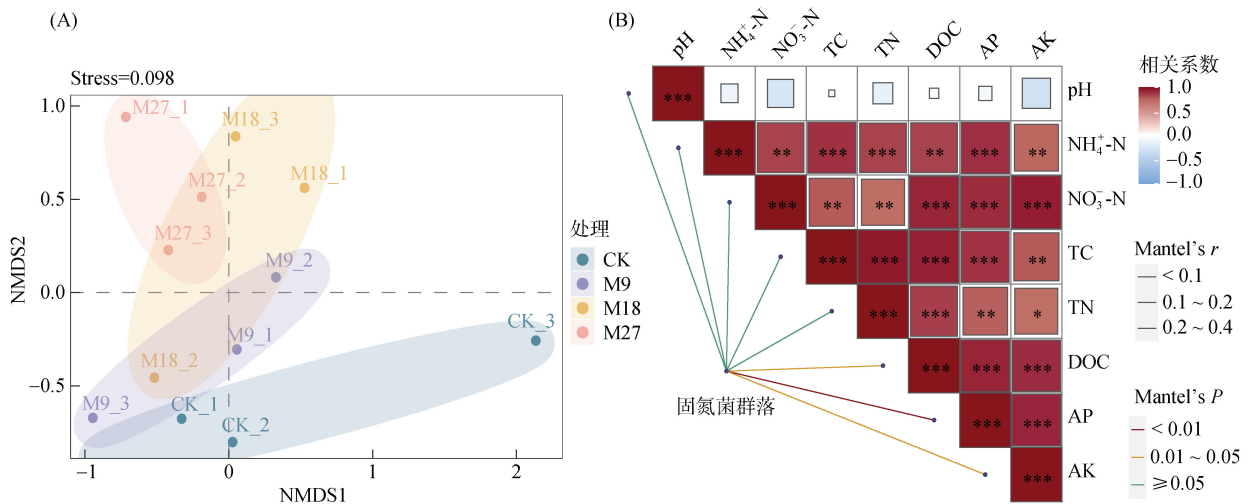 (A)
Stress=0.098
NMDS2
1.0
0.5
0.0
−0.5
−1
0
1
2
NMDS1
M27_1
M18_3
M27_2
M18_1
M27_3
M9_2
M9_1
CK_3
M18_2
M9_3
CK_1
CK_2
处理
CK
M9
M18
M27
(B)
pH NH₄⁺-N NO₃⁻-N TC TN DOC AP AK
*** pH
*** ** *** *** ** *** ** NH₄⁺-N
*** ** ** *** *** *** NO₃⁻-N
*** *** *** *** ** TC
*** *** ** * TN
*** *** *** DOC
*** *** AP
*** AK
固氮菌群落
相关系数
1.0
0.5
0.0
−0.5
−1.0
Mantel's r
< 0.1
0.1 ~ 0.2
0.2 ~ 0.4
Mantel's P
< 0.01
0.01 ~ 0.05
⩾0.05